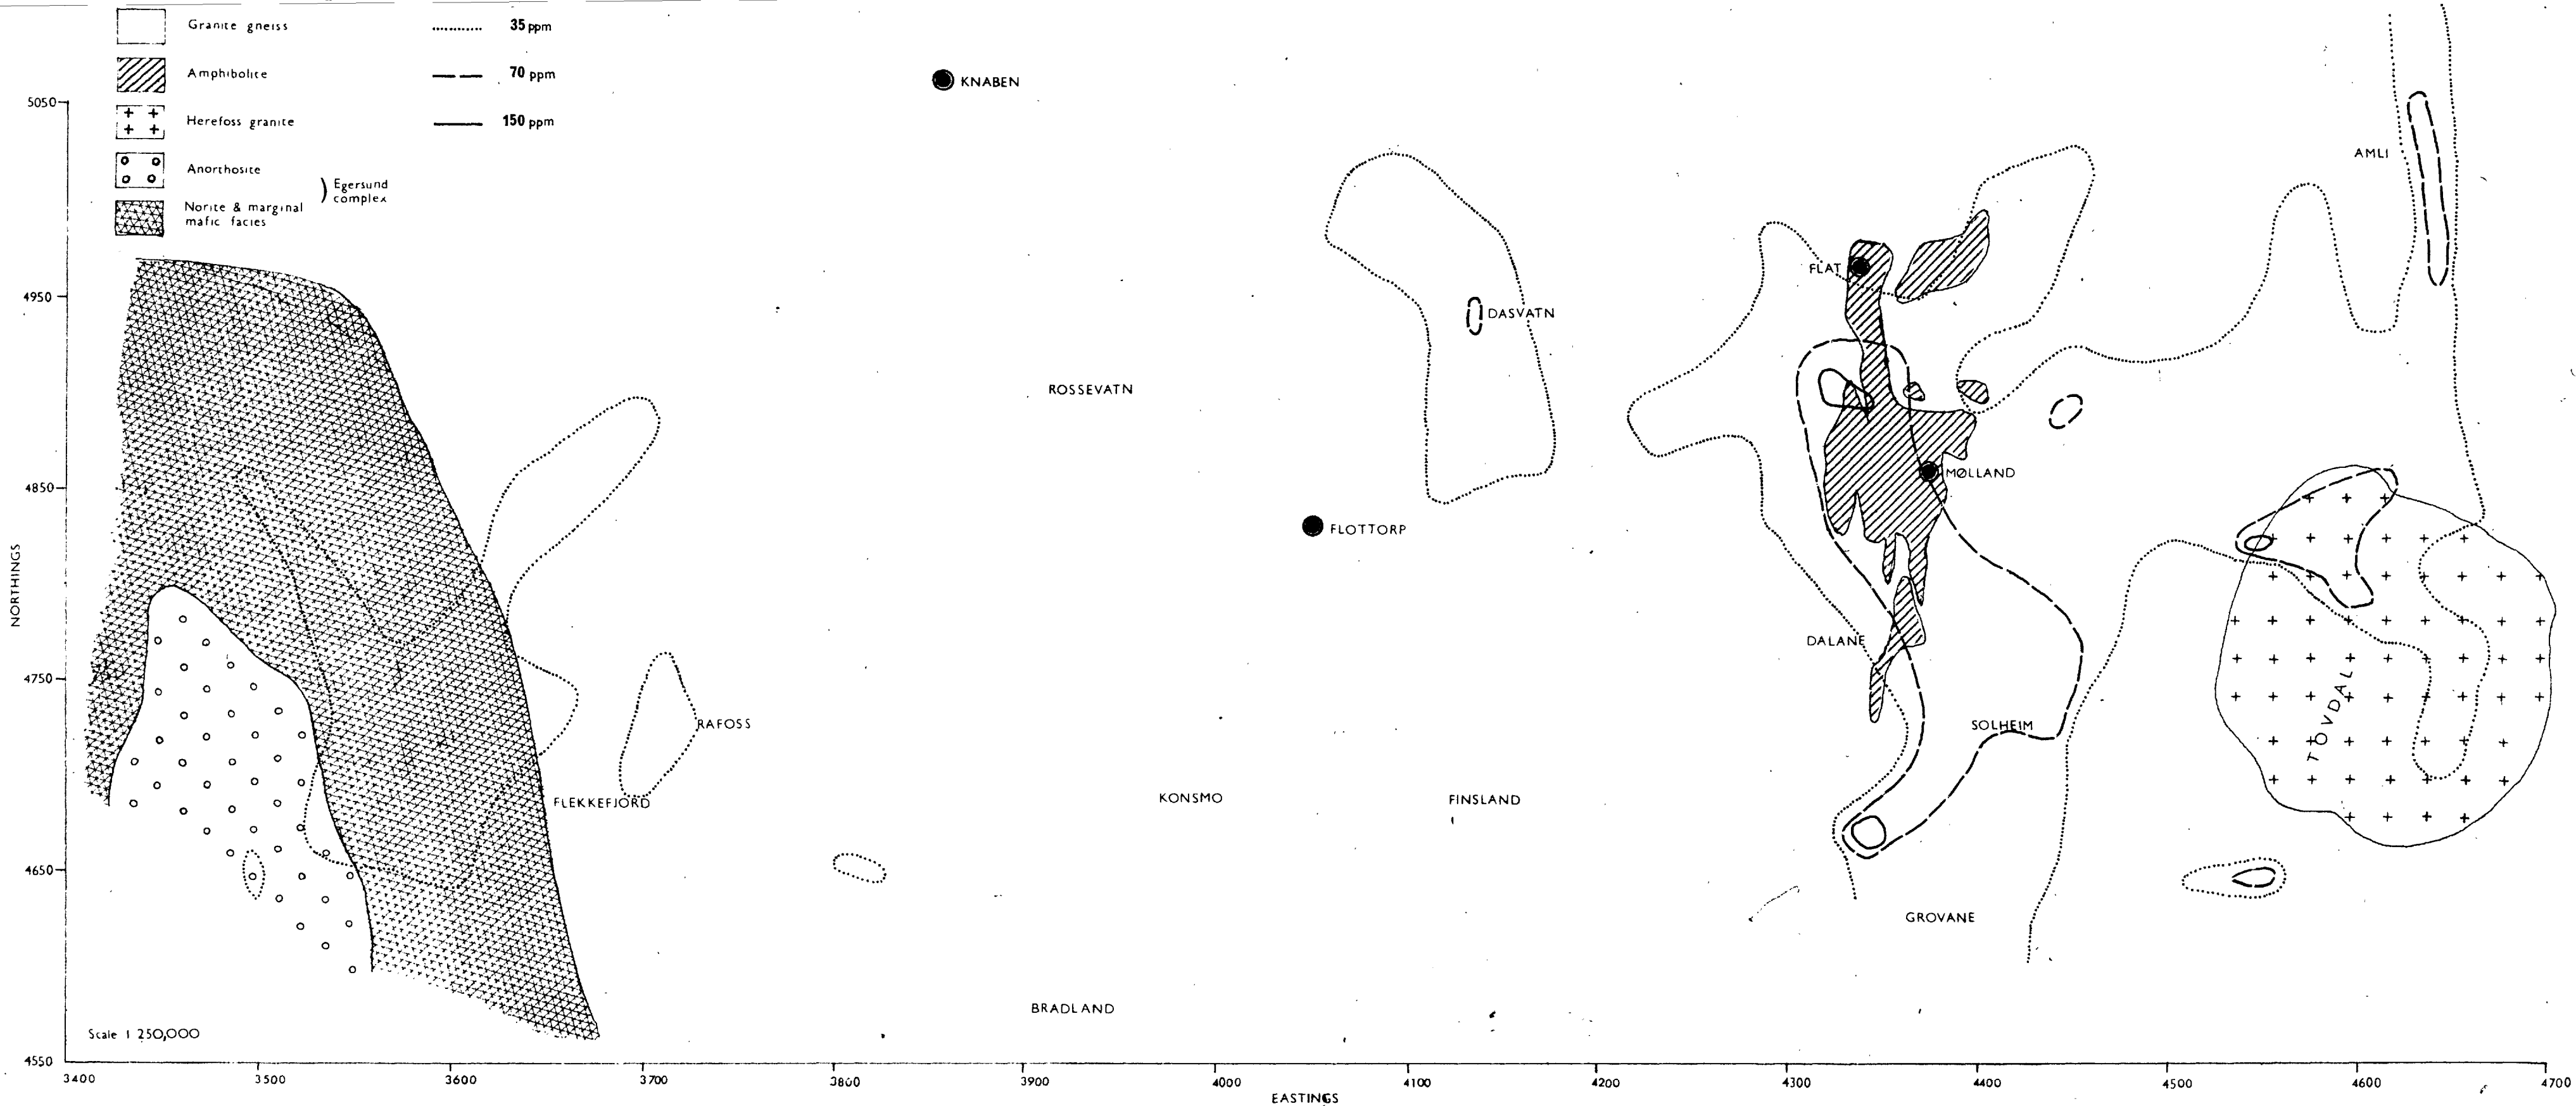 Granite gneiss
35 ppm
Amphibolite
70 ppm
Herefoss granite
150 ppm
Anorthosite
Norite & marginal
mafic facies
) Egersund
complex
KNABEN
AMLI
FLAT
DASVATN
ROSSEVATN
MØLLAND
FLOTTORP
DALANE
RAFOSS
SOLHEIM
TOVDAL
FLEKKEFJORD
KONSMO
FINSLAND
GROVANE
BRADLAND
Scale 1 250,000
NORTHINGS
5050
4950
4850
4750
4650
4550
3400 3500 3600 3700 3800 3900 4000 4100 4200 4300 4400 4500 4600 4700
EASTINGS